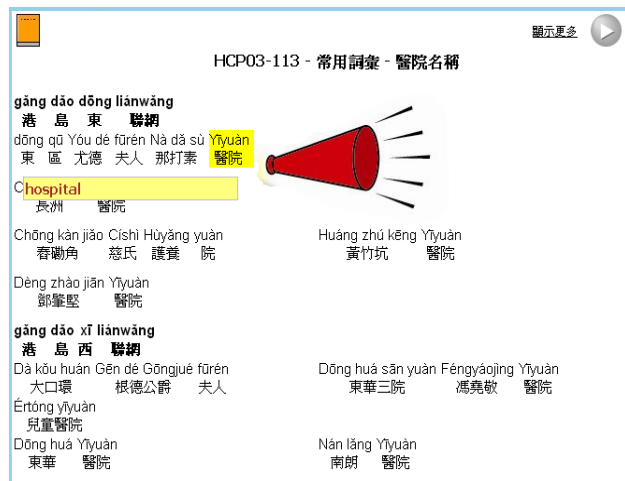 顯示更多
HCP03-113 - 常用詞彙 - 醫院名稱
gǎng dǎo dōng liánwǎng
港 島 東 聯網
dōng qū Yóu dé fūrén Nà dǎ sù Yīyuàn
東 區 尤德 夫人 那打素 醫院
hospital
長洲 醫院
Chōng kàn jiǎo Císhì Hùyǎng yuàn
舂磡角 慈氏 護養 院
Huáng zhú kēng Yīyuàn
黃竹坑 醫院
Dèng zhào jiān Yīyuàn
鄧肇堅 醫院
gǎng dǎo xī liánwǎng
港 島 西 聯網
Dà kǒu huán Gēn dé Gōngjué fūrén
大口環 根德公爵 夫人
Dōng huá sān yuàn Féngyáojìng Yīyuàn
東華三院 馮堯敬 醫院
Értóng yīyuàn
兒童醫院
Dōng huá Yīyuàn
東華 醫院
Nán lǎng Yīyuàn
南朗 醫院